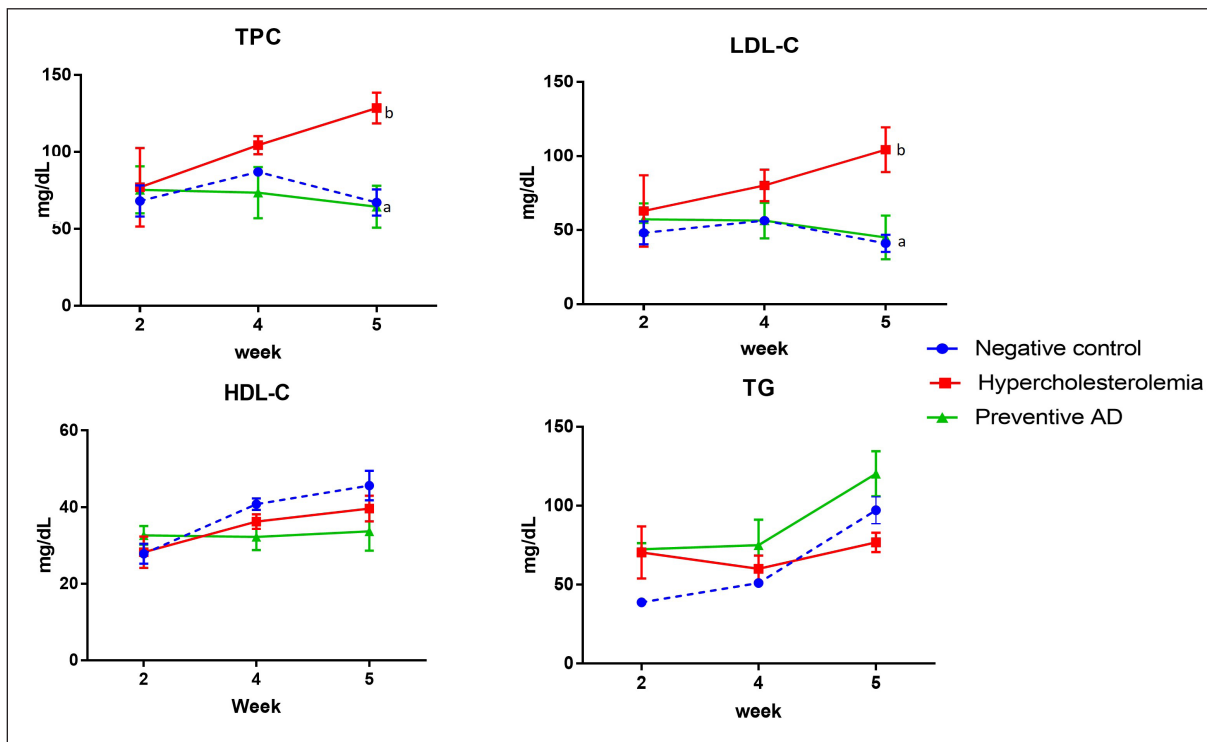 TPC
150
100
50
0
mg/dL
b
a
2 4 5
week
LDL-C
150
100
50
0
mg/dL
b
a
2 4 5
week
Negative control
Hypercholesterolemia
Preventive AD
HDL-C
60
40
20
0
mg/dL
2 4 5
Week
TG
150
100
50
0
mg/dL
2 4 5
week